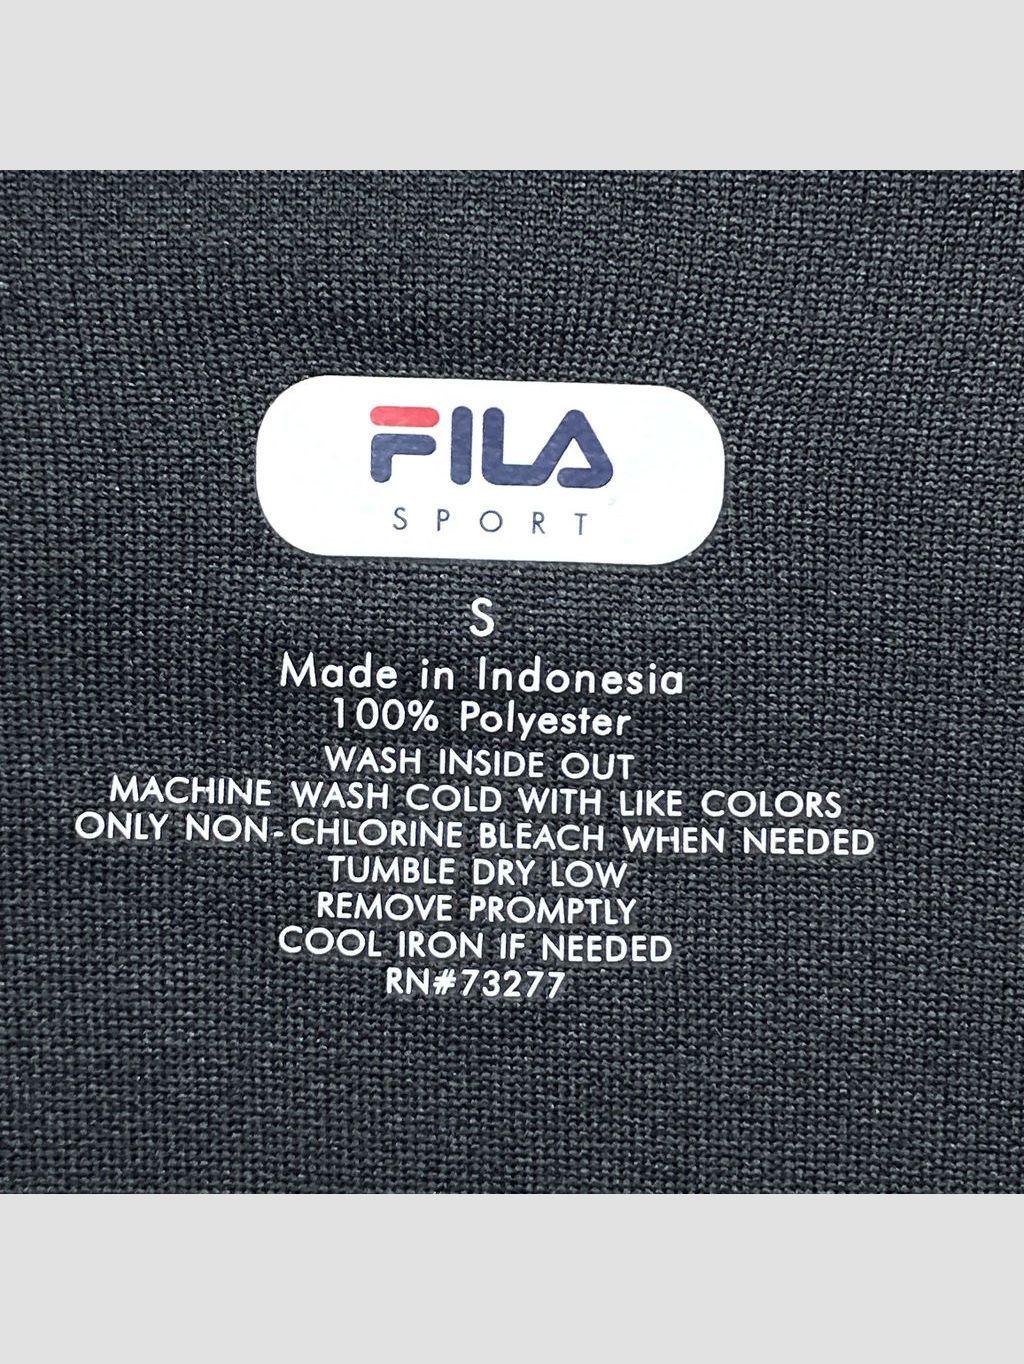 FILA
SPORT
S
Made in Indonesia
100% Polyester
WASH INSIDE OUT
MACHINE WASH COLD WITH LIKE COLORS
ONLY NON-CHLORINE BLEACH WHEN NEEDED
TUMBLE DRY LOW
REMOVE PROMPTLY
COOL IRON IF NEEDED
RN#73277